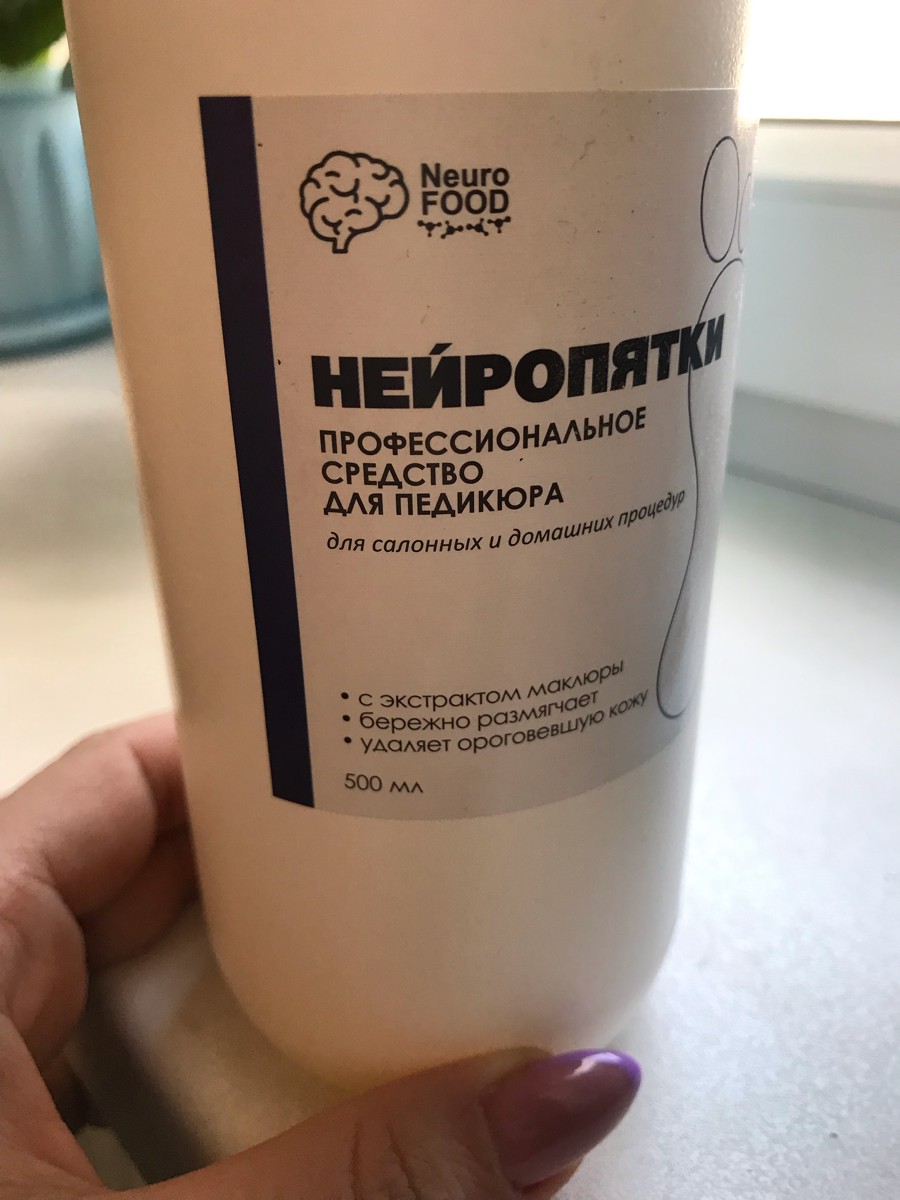 Neuro
FOOD
НЕЙРОПЯТКИ
ПРОФЕССИОНАЛЬНОЕ
СРЕДСТВО
ДЛЯ ПЕДИКЮРА
для салонных и домашних процедур
• с экстрактом маклюры
• бережно размягчает
• удаляет ороговевшую кожу
500 мл